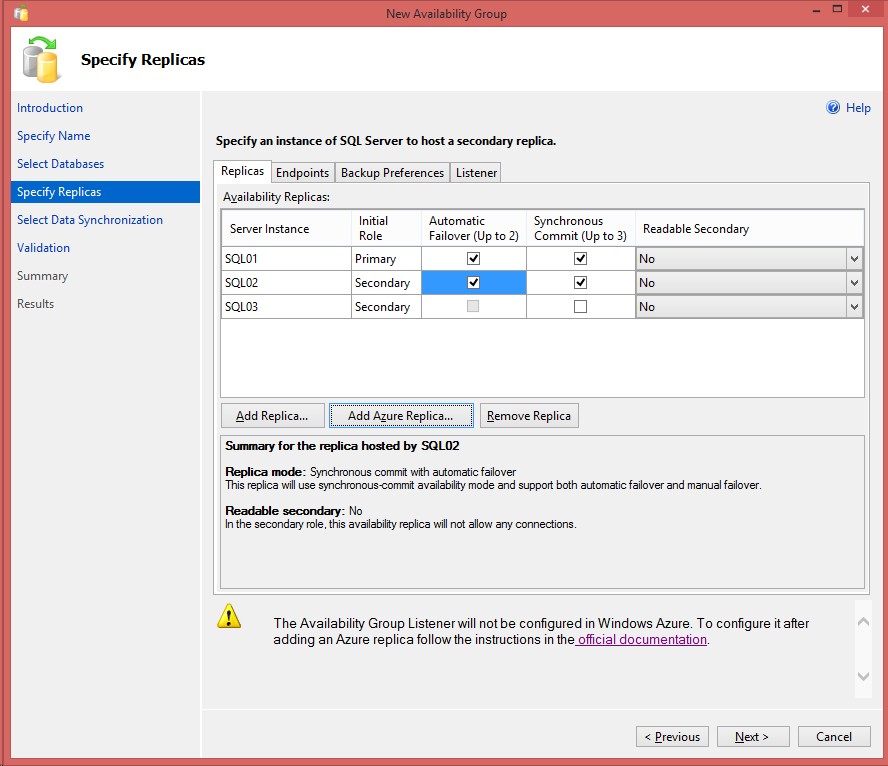 New Availability Group
Specify Replicas
Introduction
Specify Name
Select Databases
Specify Replicas
Select Data Synchronization
Validation
Summary
Results
Help
Specify an instance of SQL Server to host a secondary replica.
Replicas Endpoints Backup Preferences Listener
Availability Replicas:
Server Instance Initial Role Automatic Failover (Up to 2) Synchronous Commit (Up to 3) Readable Secondary
SQL01 Primary No
SQL02 Secondary No
SQL03 Secondary No
Add Replica... Add Azure Replica... Remove Replica
Summary for the replica hosted by SQL02
Replica mode: Synchronous commit with automatic failover
This replica will use synchronous-commit availability mode and support both automatic failover and manual failover.
Readable secondary: No
In the secondary role, this availability replica will not allow any connections.
The Availability Group Listener will not be configured in Windows Azure. To configure it after
adding an Azure replica follow the instructions in the official documentation.
< Previous Next > Cancel